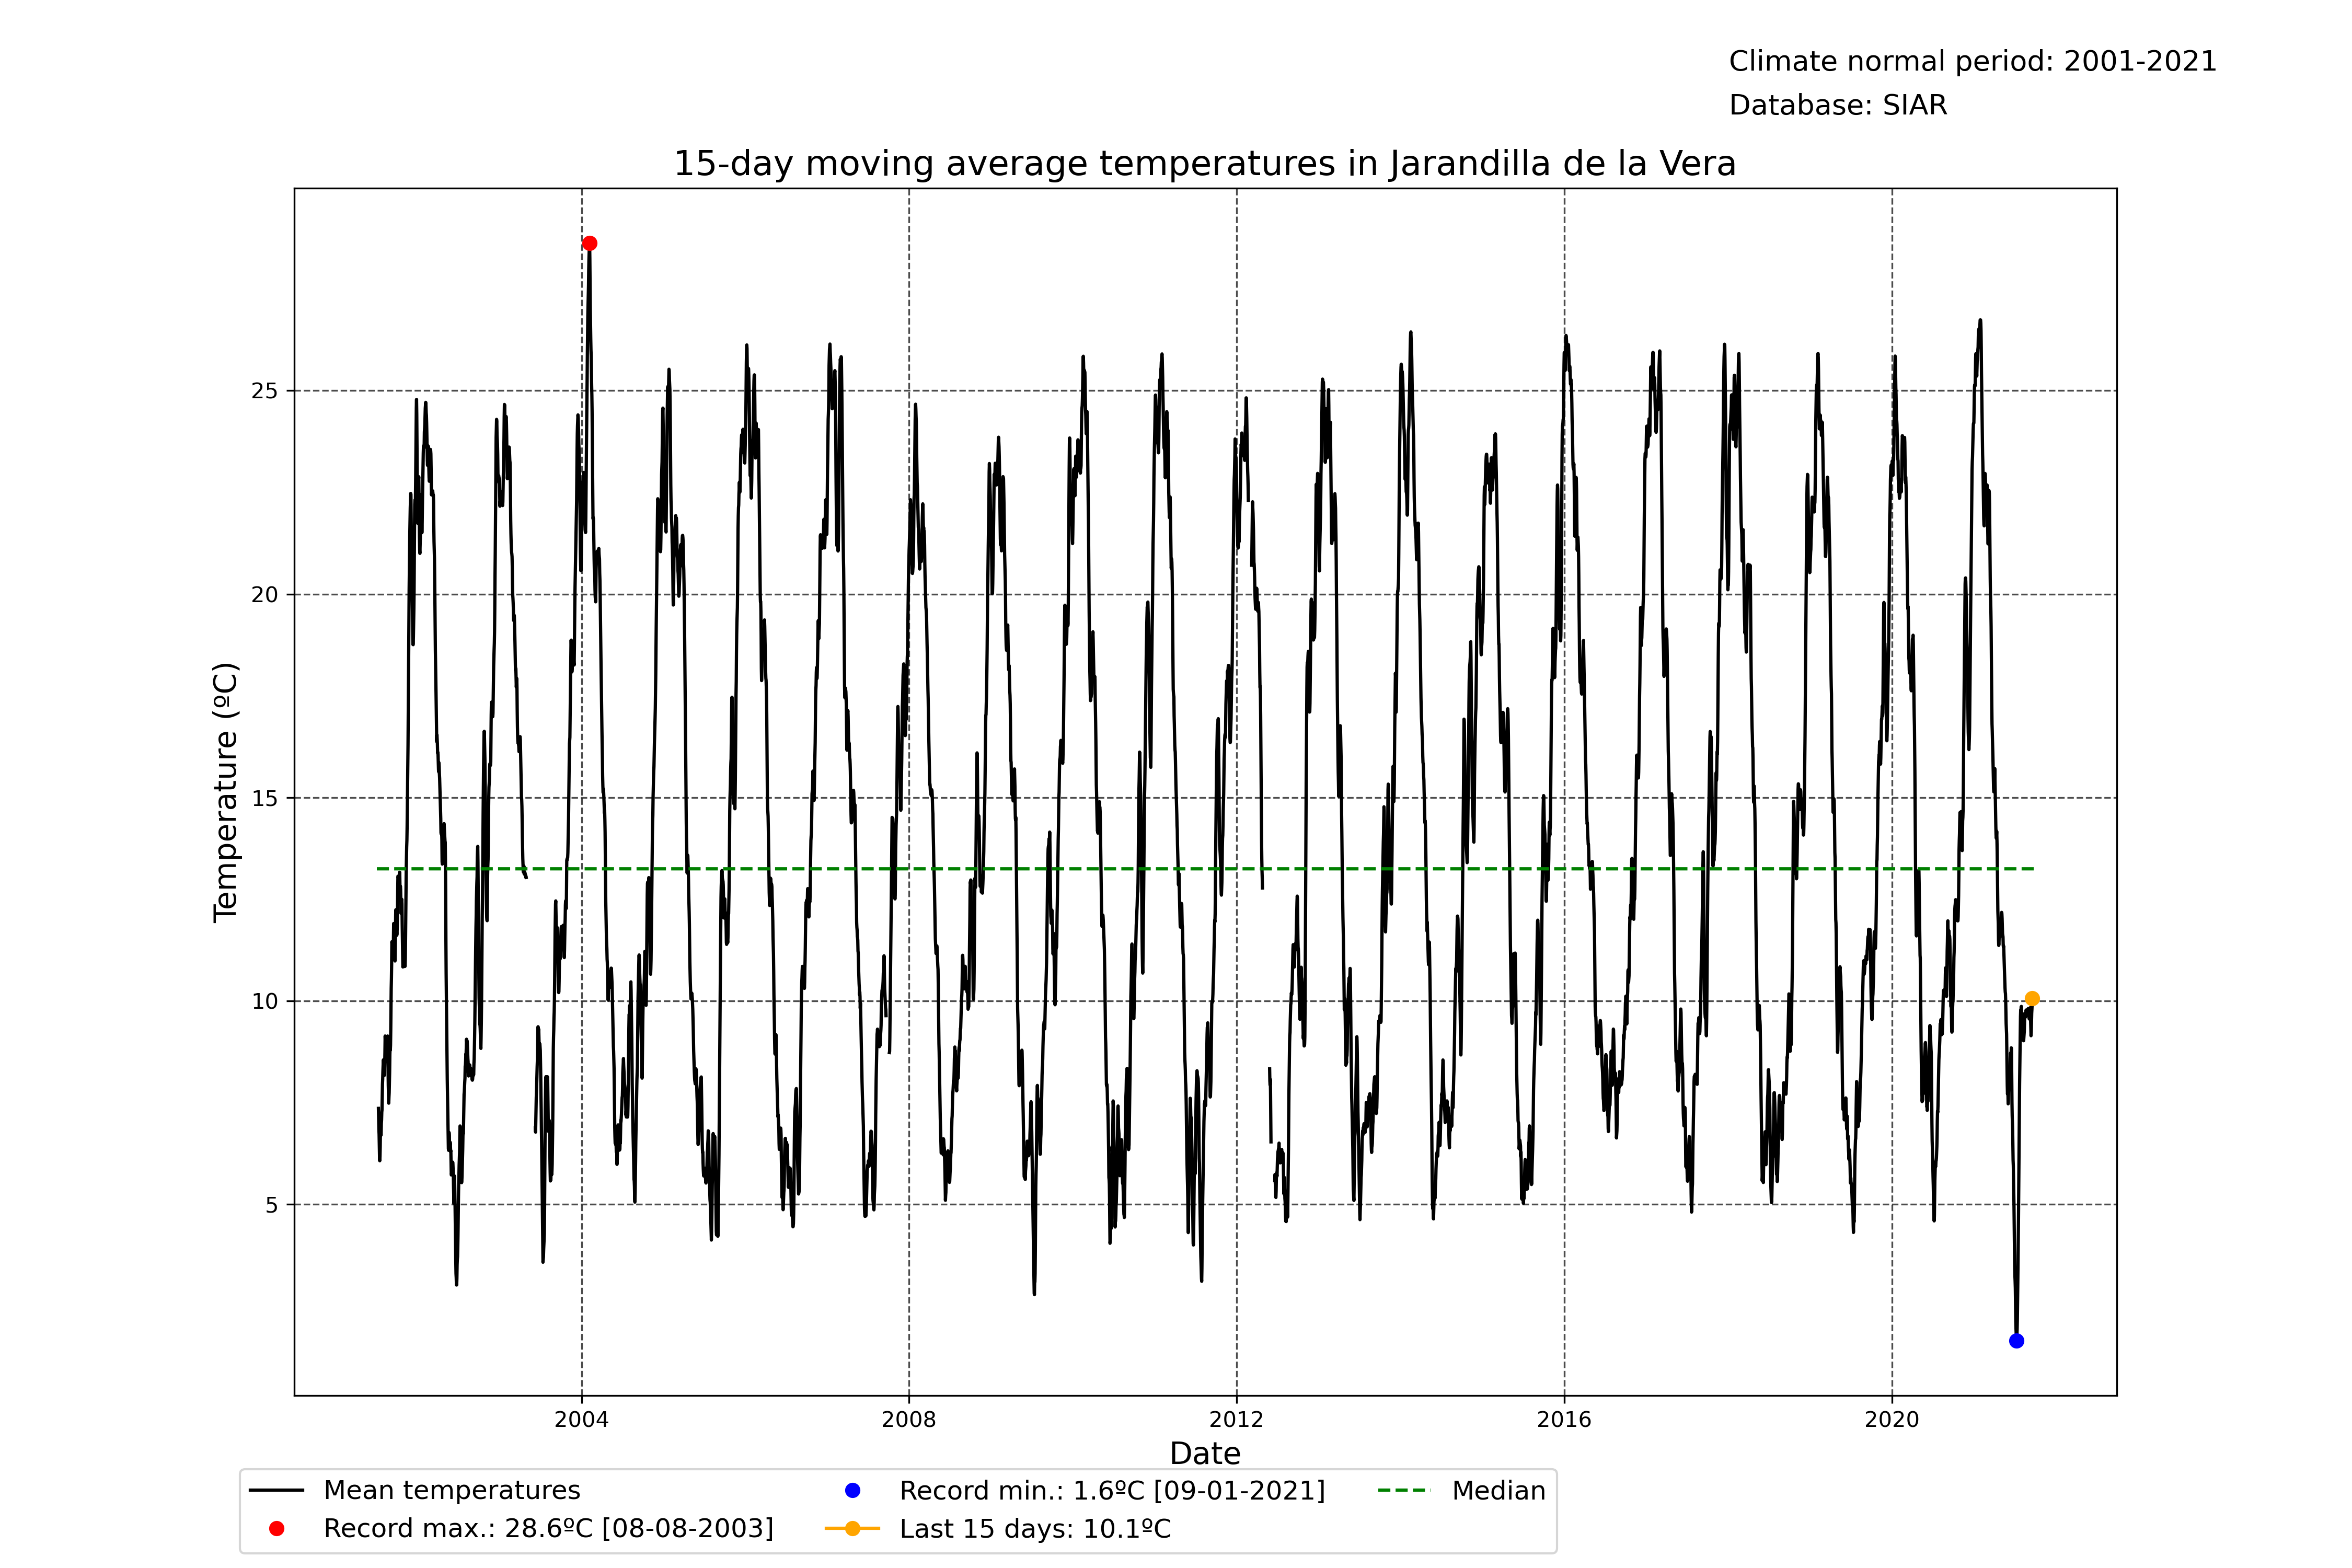 Climate normal period: 2001-2021
Database: SIAR
15-day moving average temperatures in Jarandilla de la Vera
Temperature (ºC)
25
20
15
10
5
2004
2008
2012
2016
2020
Date
Mean temperatures
Record max.: 28.6ºC [08-08-2003]
Record min.: 1.6ºC [09-01-2021]
Last 15 days: 10.1ºC
Median